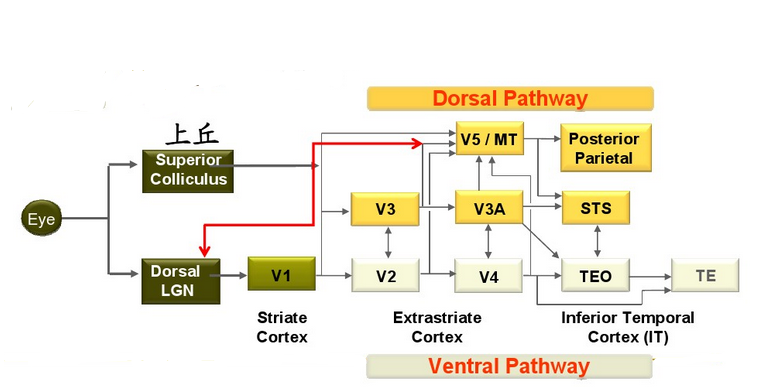 Dorsal Pathway
上丘
Superior
Colliculus
V5 / MT
Posterior
Parietal
Eye
V3
V3A
STS
Dorsal
LGN
V1
V2
V4
TEO
TE
Striate
Cortex
Extrastriate
Cortex
Inferior Temporal
Cortex (IT)
Ventral Pathway